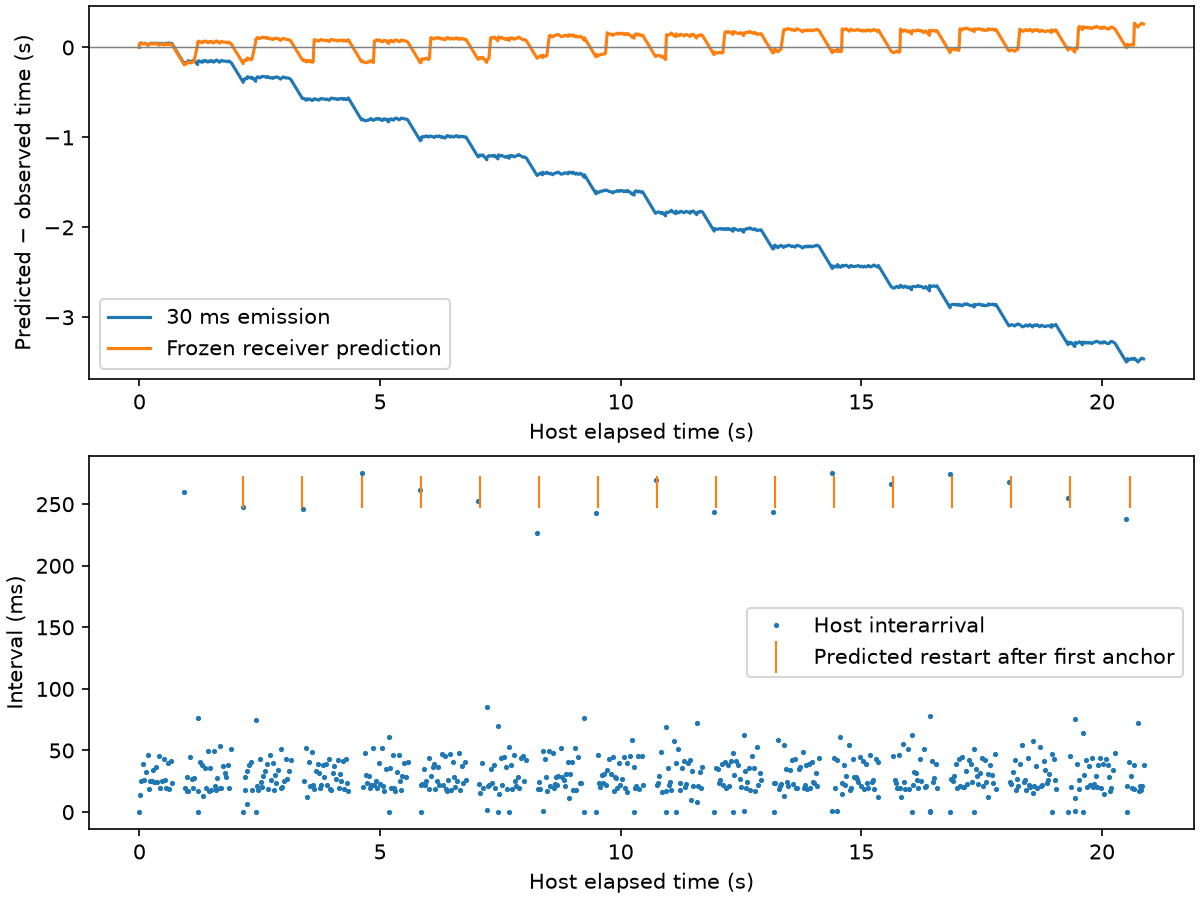 Predicted − observed time (s)
0
−1
−2
−3
30 ms emission
Frozen receiver prediction
0 5 10 15 20
Host elapsed time (s)
Interval (ms)
250
200
150
100
50
0
Host interarrival
Predicted restart after first anchor
0 5 10 15 20
Host elapsed time (s)